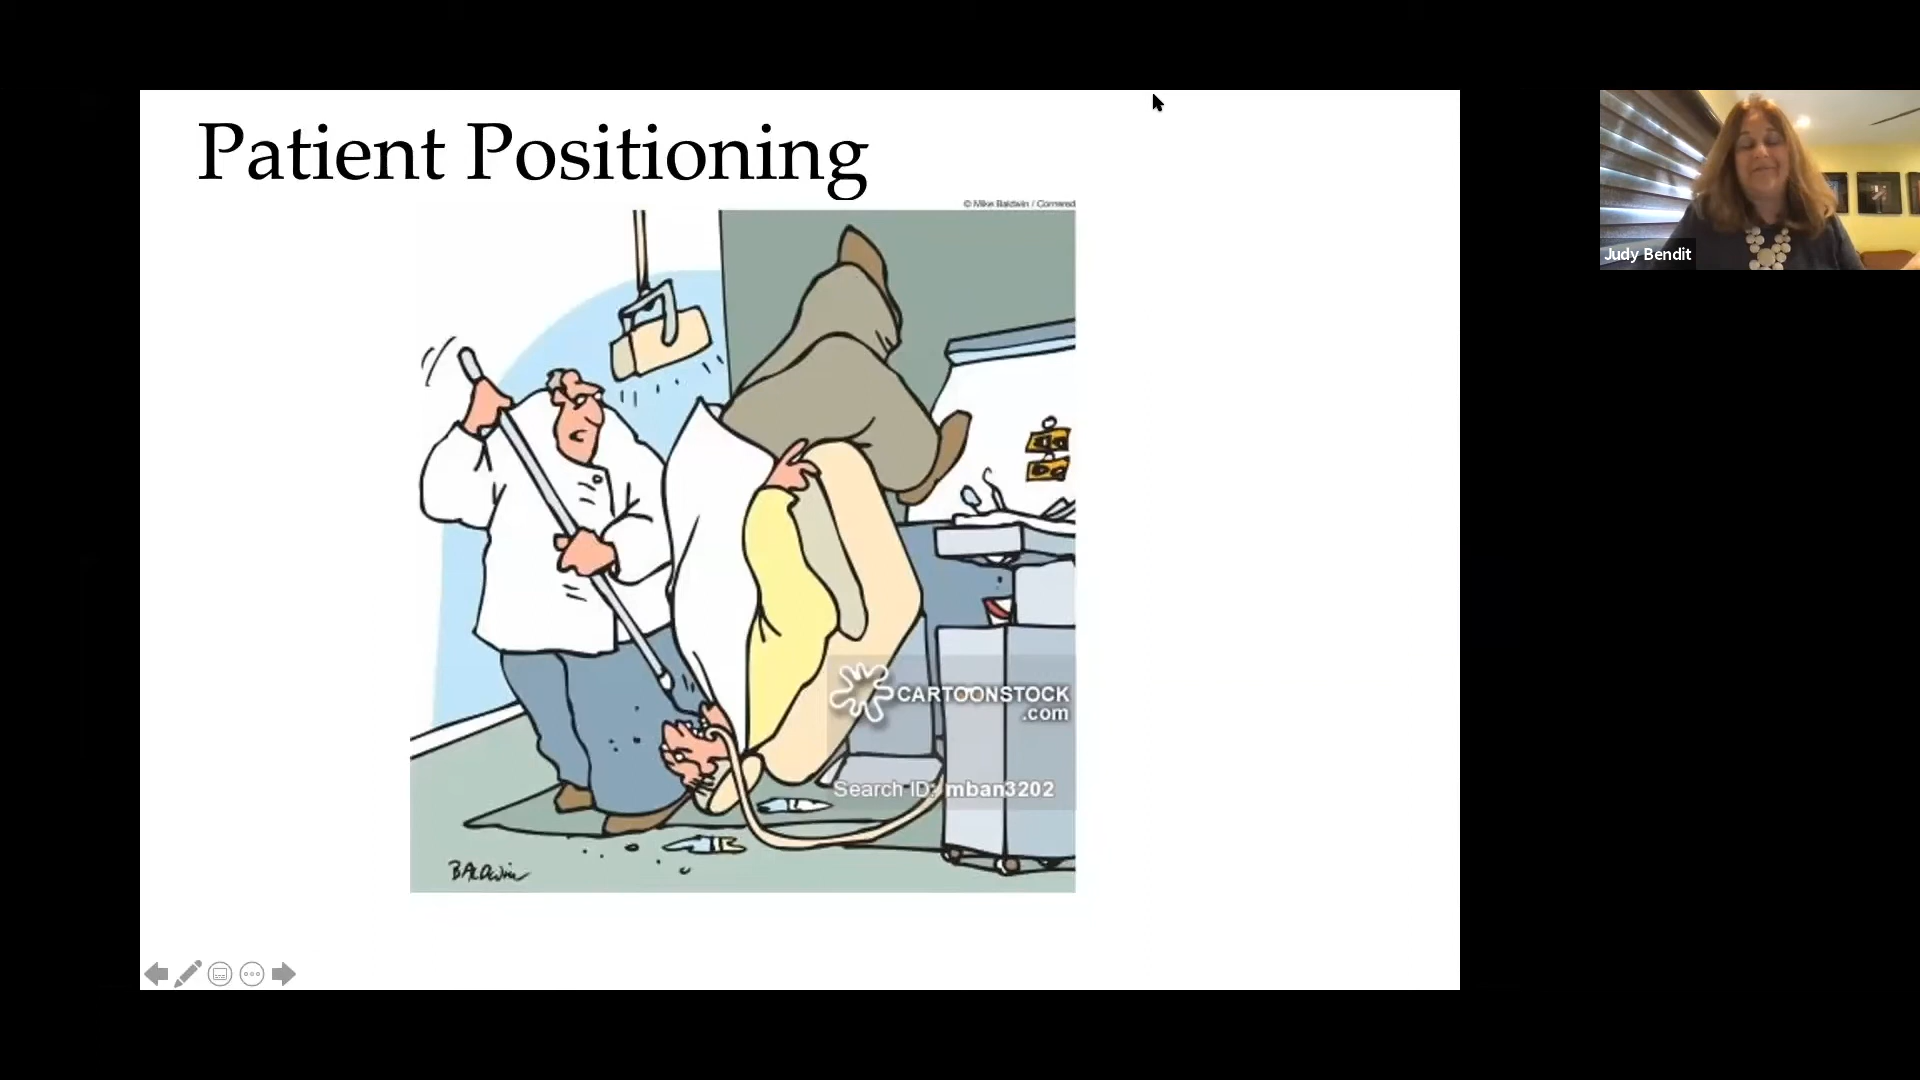 Patient Positioning
© Mike Baldwin / Cornered
CARTOONSTOCK
.com
Search ID: mban3202
BALDWIN
Judy Bendit